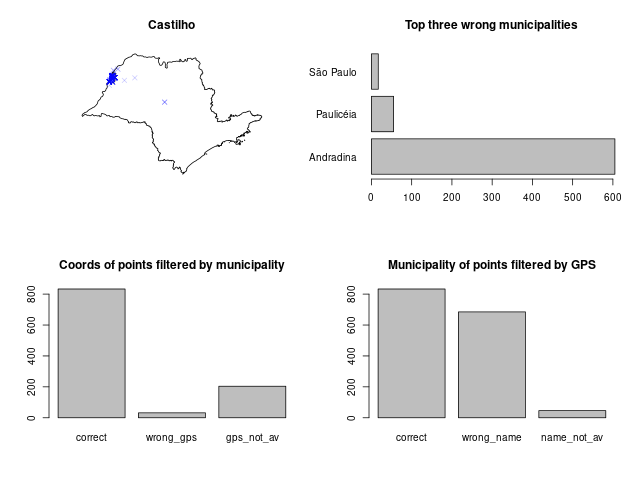 Castilho
Top three wrong municipalities
São Paulo
Paulicéia
Andradina
0 100 200 300 400 500 600
Coords of points filtered by municipality
0 200 400 600 800
correct wrong_gps gps_not_av
Municipality of points filtered by GPS
0 200 400 600 800
correct wrong_name name_not_av